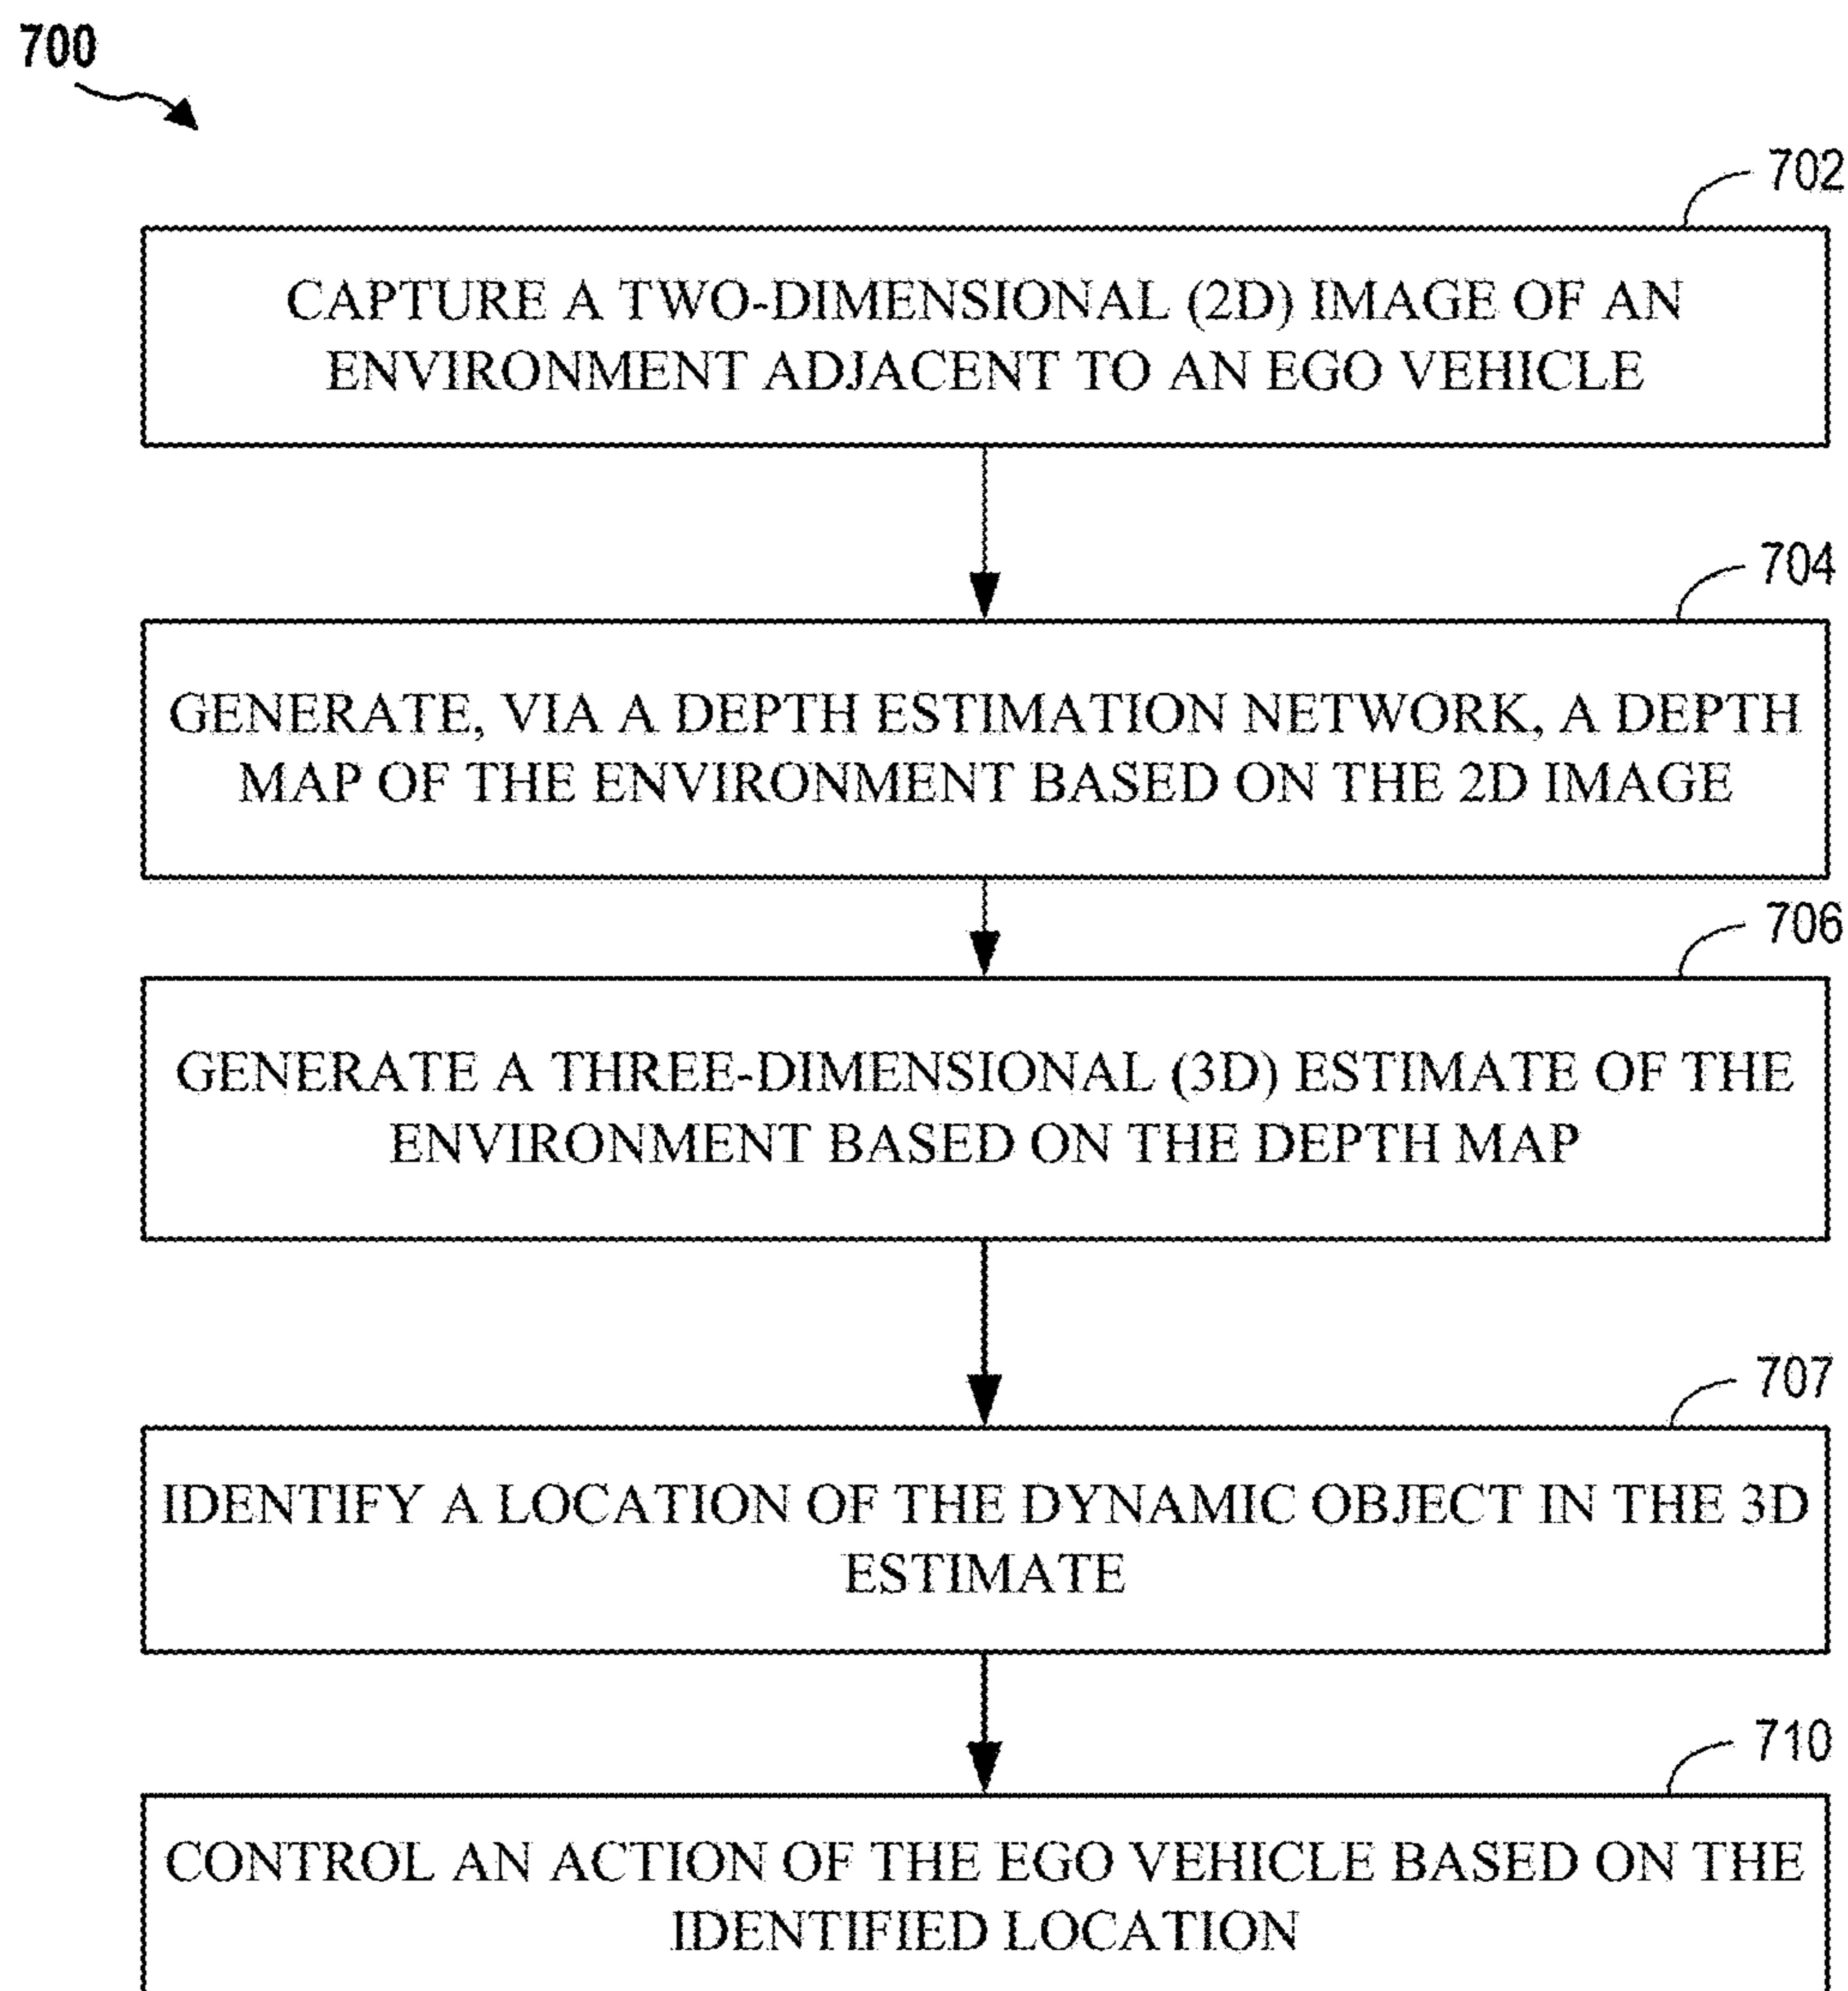 700
702
CAPTURE A TWO-DIMENSIONAL (2D) IMAGE OF AN
ENVIRONMENT ADJACENT TO AN EGO VEHICLE
704
GENERATE, VIA A DEPTH ESTIMATION NETWORK, A DEPTH
MAP OF THE ENVIRONMENT BASED ON THE 2D IMAGE
706
GENERATE A THREE-DIMENSIONAL (3D) ESTIMATE OF THE
ENVIRONMENT BASED ON THE DEPTH MAP
707
IDENTIFY A LOCATION OF THE DYNAMIC OBJECT IN THE 3D
ESTIMATE
710
CONTROL AN ACTION OF THE EGO VEHICLE BASED ON THE
IDENTIFIED LOCATION